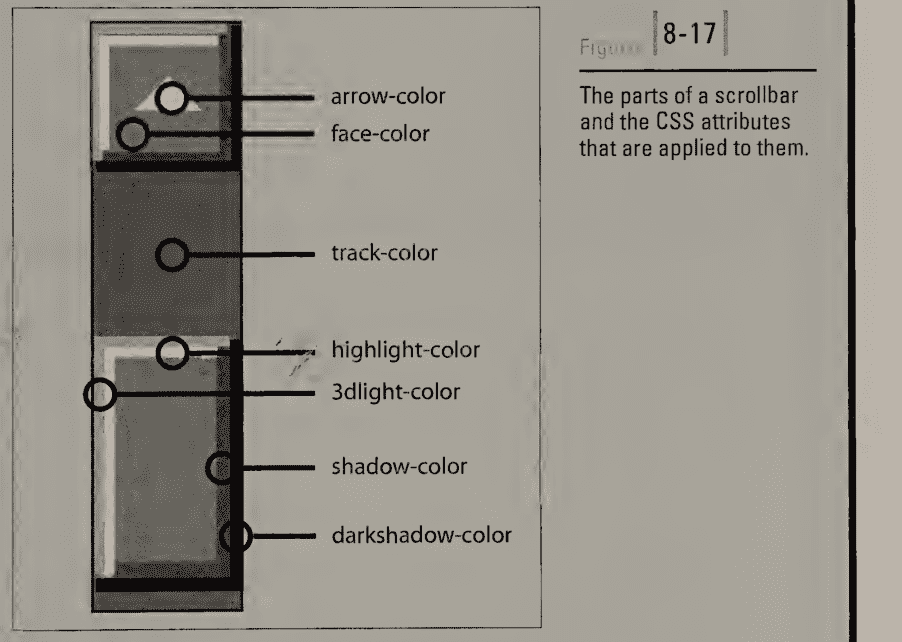 arrow-color
face-color
track-color
highlight-color
3dlight-color
shadow-color
darkshadow-color
Figure 8-17
The parts of a scrollbar
and the CSS attributes
that are applied to them.